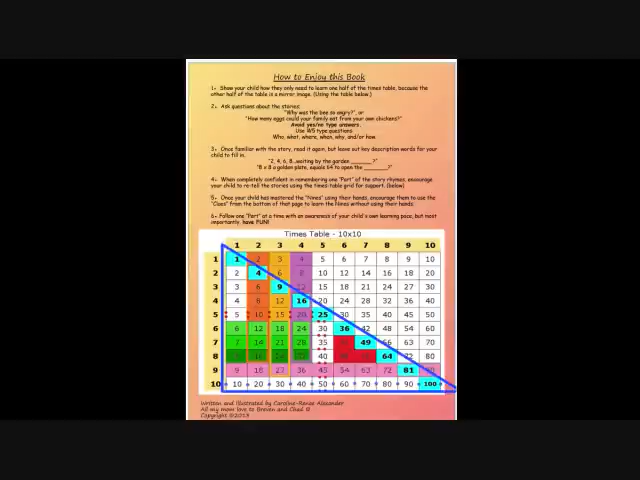 How to Enjoy this Book
1. Show your child how they only need to learn one half of the times table, because the
other half of the table is a mirror image. (Using the table below.)
2. Ask questions about the stories:
"Why was the bee so angry?", or
"How many eggs could your family eat from your own chickens?"
Avoid yes/no type answers.
Use W5 type questions:
Who, what, where, when, why, and/or how.
3. Once familiar with the story, read it again, but leave out key description words for your
child to fill in.
"2, 4, 6, 8...waiting by the garden ______?"
"8 x 8 a golden plate, equals 64 to open the ______?"
4. When completely confident in remembering one "Part" of the story rhymes, encourage
your child to re-tell the stories using the times table grid for support. (below)
5. Once your child has mastered the "Nines" using their hands, encourage them to use the
"Clues" from the bottom of that page to learn the Nines without using their hands.
6. Follow one "Part" at a time with an awareness of your child's own learning pace, but most
importantly, have FUN!
Times Table - 10x10
1 2 3 4 5 6 7 8 9 10
1 1 2 3 4 5 6 7 8 9 10
2 2 4 6 8 10 12 14 16 18 20
3 3 6 9 12 15 18 21 24 27 30
4 4 8 12 16 20 24 28 32 36 40
5 5 10 15 20 25 30 35 40 45 50
6 6 12 18 24 30 36 42 48 54 60
7 7 14 21 28 35 49 56 63 70
8 40 64 72 80
9 9 18 27 36 45 54 63 72 81 90
10 10 20 30 40 50 60 70 80 90 100
Written and Illustrated by Caroline-Renee Alexander
All my mom love to Breven and Chad ©
Copyright ©2013